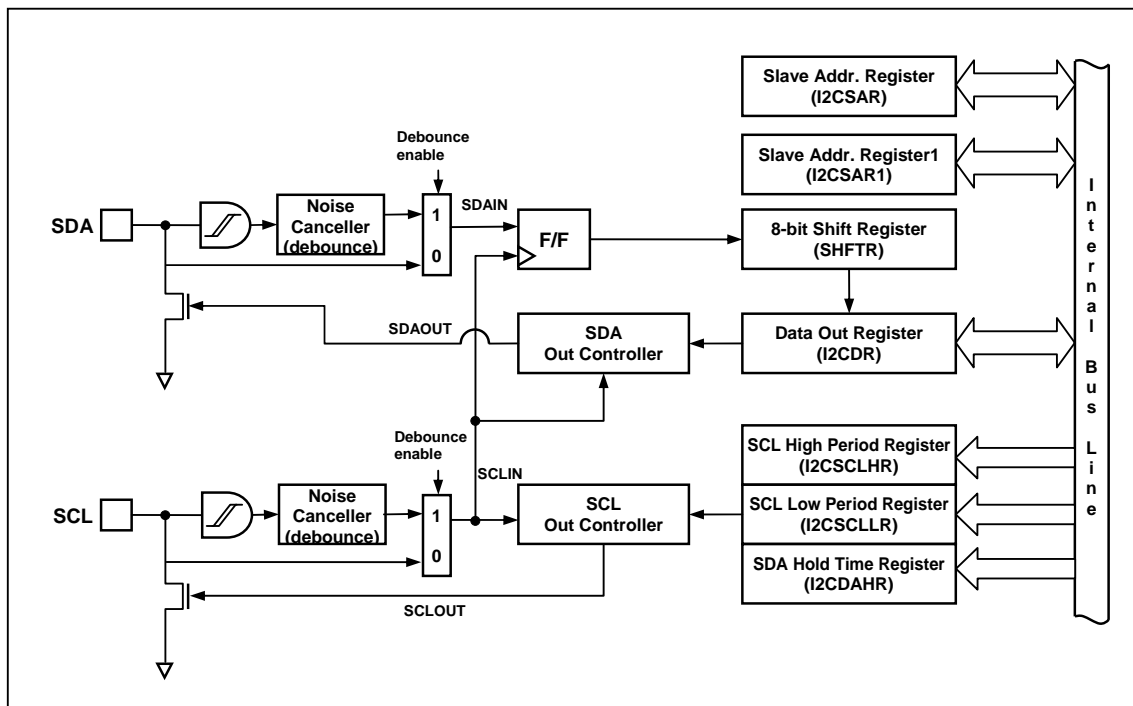 Slave Addr. Register
(I2CSAR)
Slave Addr. Register1
(I2CSAR1)
Debounce
enable
SDA
Noise
Canceller
(debounce)
1
0
SDAIN
F/F
8-bit Shift Register
(SHFTR)
SDAOUT
SDA
Out Controller
Data Out Register
(I2CDR)
Debounce
enable
SCL
Noise
Canceller
(debounce)
1
0
SCLIN
SCL
Out Controller
SCL High Period Register
(I2CSCLHR)
SCL Low Period Register
(I2CSCLLR)
SDA Hold Time Register
(I2CDAHR)
SCLOUT
Internal Bus Line